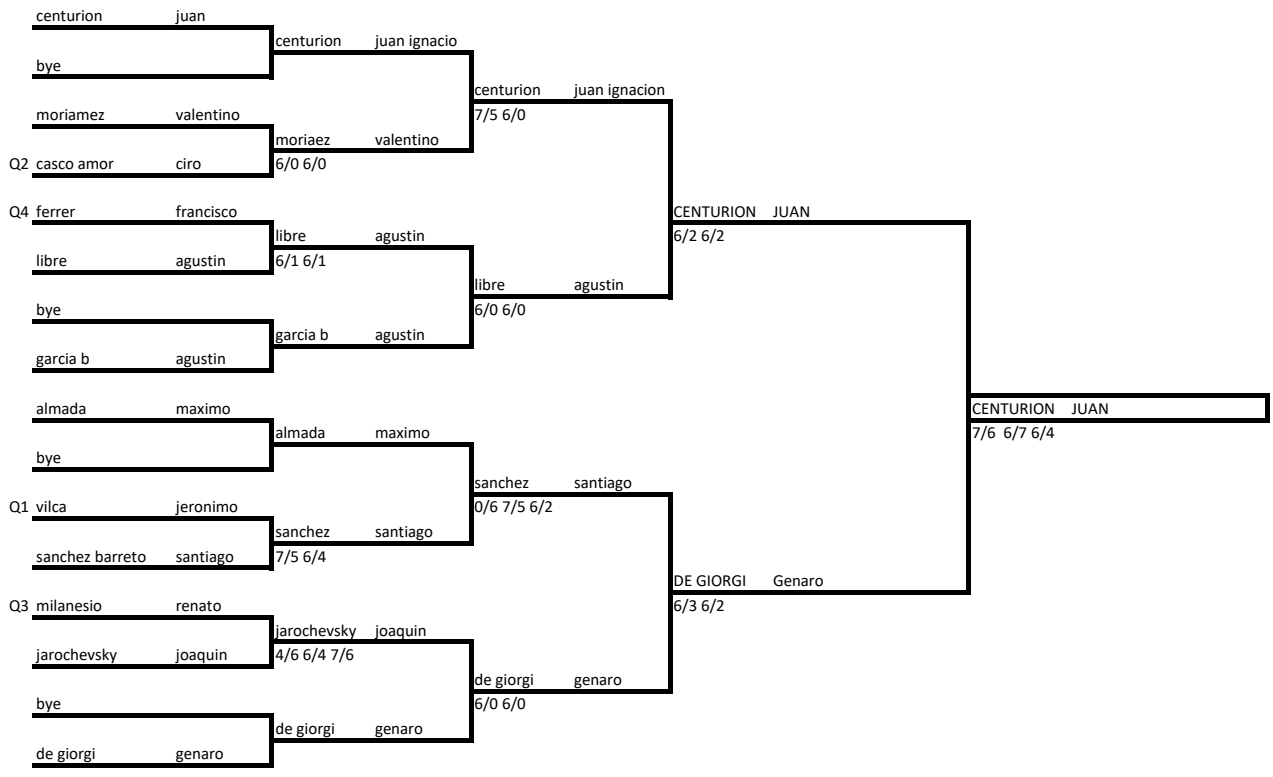 centurion juan
centurion juan ignacio
bye
centurion juan ignacion
7/5 6/0
moriamez valentino
moriaez valentino
Q2 casco amor ciro
6/0 6/0
Q4 ferrer francisco
CENTURION JUAN
libre agustin
6/2 6/2
libre agustin
6/1 6/1
libre agustin
bye
6/0 6/0
garcia b agustin
garcia b agustin
almada maximo
CENTURION JUAN
almada maximo
7/6 6/7 6/4
bye
sanchez santiago
Q1 vilca jeronimo
0/6 7/5 6/2
sanchez santiago
sanchez barreto santiago
7/5 6/4
DE GIORGI Genaro
Q3 milanesio renato
6/3 6/2
jarochevsky joaquin
jarochevsky joaquin
4/6 6/4 7/6
de giorgi genaro
bye
6/0 6/0
de giorgi genaro
de giorgi genaro